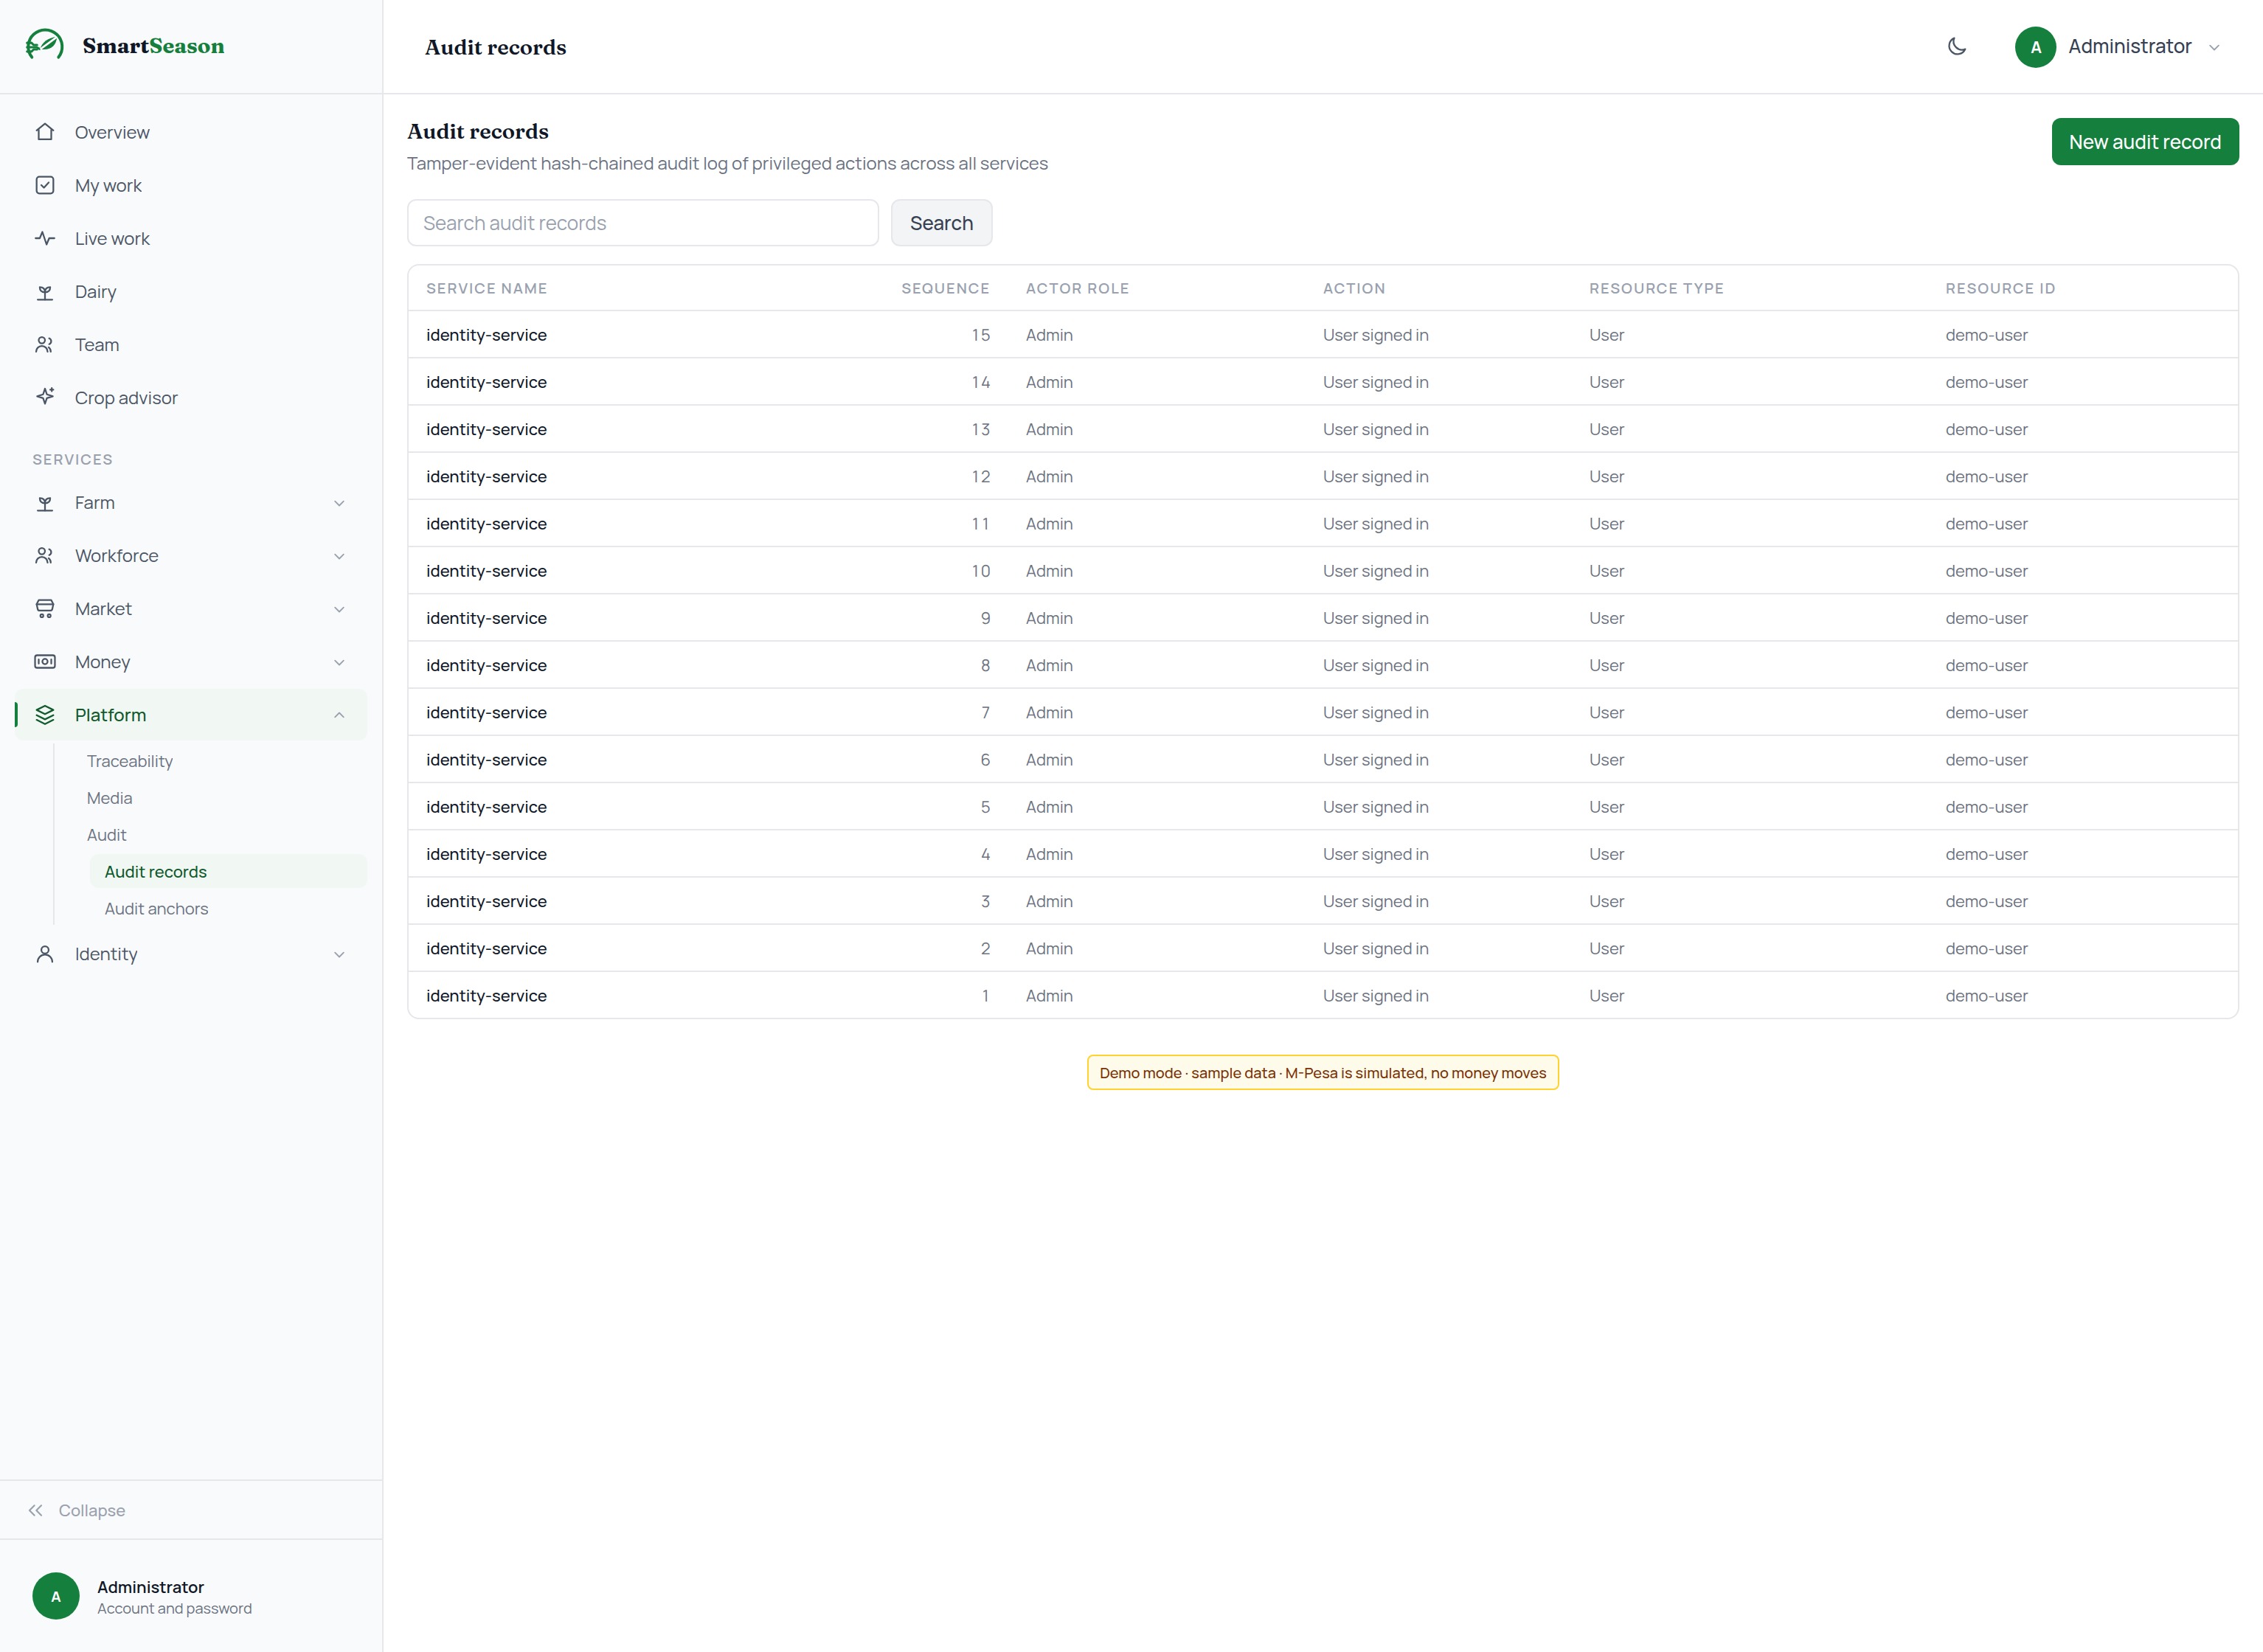 SmartSeason
Audit records
A
Administrator
Overview
My work
Live work
Dairy
Team
Crop advisor
SERVICES
Farm
Workforce
Market
Money
Platform
Traceability
Media
Audit
Audit records
Audit anchors
Identity
Collapse
A
Administrator
Account and password
Audit records
Tamper-evident hash-chained audit log of privileged actions across all services
New audit record
Search audit records
Search
SERVICE NAME SEQUENCE ACTOR ROLE ACTION RESOURCE TYPE RESOURCE ID
identity-service 15 Admin User signed in User demo-user
identity-service 14 Admin User signed in User demo-user
identity-service 13 Admin User signed in User demo-user
identity-service 12 Admin User signed in User demo-user
identity-service 11 Admin User signed in User demo-user
identity-service 10 Admin User signed in User demo-user
identity-service 9 Admin User signed in User demo-user
identity-service 8 Admin User signed in User demo-user
identity-service 7 Admin User signed in User demo-user
identity-service 6 Admin User signed in User demo-user
identity-service 5 Admin User signed in User demo-user
identity-service 4 Admin User signed in User demo-user
identity-service 3 Admin User signed in User demo-user
identity-service 2 Admin User signed in User demo-user
identity-service 1 Admin User signed in User demo-user
Demo mode · sample data · M-Pesa is simulated, no money moves